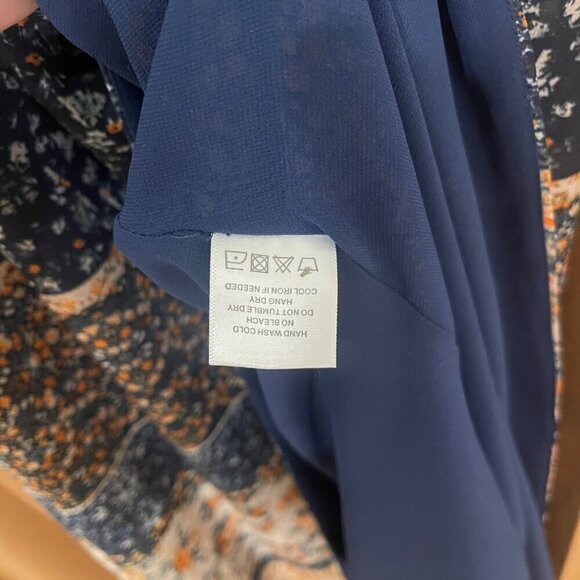 HAND WASH COLD
NO BLEACH
DO NOT TUMBLE DRY
HANG DRY
COOL IRON IF NEEDED